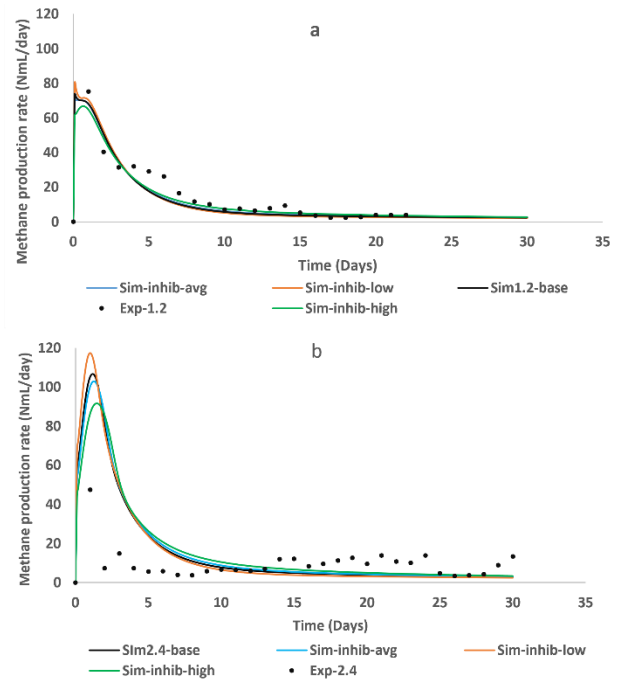 a
Methane production rate (NmL/day)
120
100
80
60
40
20
0
0 5 10 15 20 25 30 35
Time (Days)
Sim-inhib-avg Sim-inhib-low Sim1.2-base
Exp-1.2 Sim-inhib-high
b
Methane production rate (NmL/day)
120
100
80
60
40
20
0
0 5 10 15 20 25 30 35
Time (Days)
SIm2.4-base Sim-inhib-avg Sim-inhib-low
Sim-inhib-high Exp-2.4